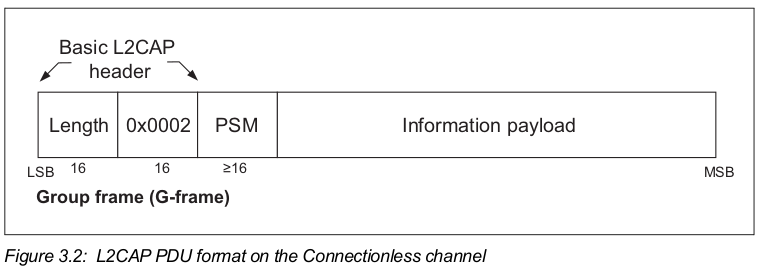 Basic L2CAP
header
Length 0x0002 PSM Information payload
LSB 16 16 ≥16 MSB
Group frame (G-frame)
Figure 3.2: L2CAP PDU format on the Connectionless channel